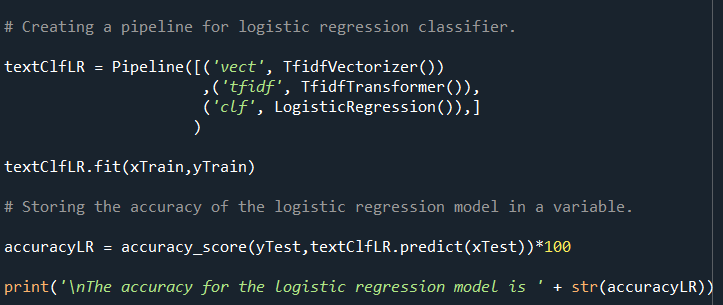 # Creating a pipeline for logistic regression classifier.
textClfLR = Pipeline([('vect', TfidfVectorizer())
,('tfidf', TfidfTransformer()),
('clf', LogisticRegression()),]
)
textClfLR.fit(xTrain,yTrain)
# Storing the accuracy of the logistic regression model in a variable.
accuracyLR = accuracy_score(yTest,textClfLR.predict(xTest))*100
print('\nThe accuracy for the logistic regression model is ' + str(accuracyLR))